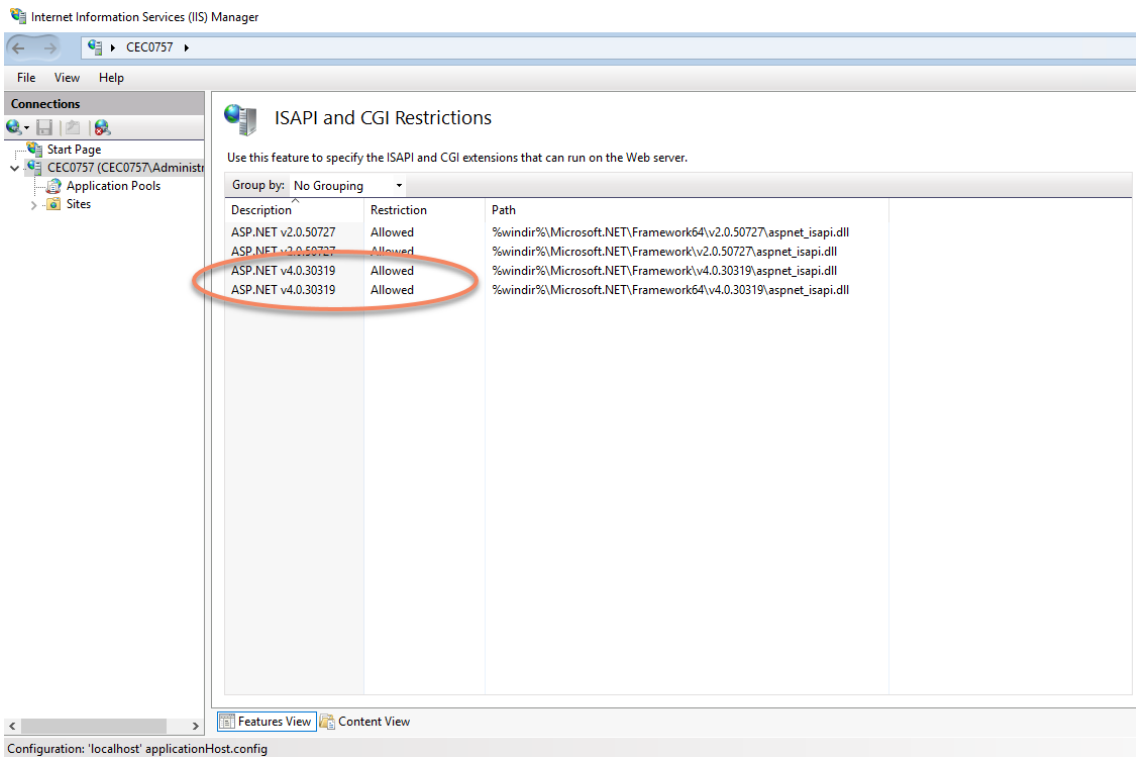 Internet Information Services (IIS) Manager
CEC0757
File View Help
Connections
Start Page
CEC0757 (CEC0757\Administr
Application Pools
Sites
ISAPI and CGI Restrictions
Use this feature to specify the ISAPI and CGI extensions that can run on the Web server.
Group by: No Grouping
Description Restriction Path
ASP.NET v2.0.50727 Allowed %windir%\Microsoft.NET\Framework64\v2.0.50727\aspnet_isapi.dll
ASP.NET v2.0.50727 Allowed %windir%\Microsoft.NET\Framework\v2.0.50727\aspnet_isapi.dll
ASP.NET v4.0.30319 Allowed %windir%\Microsoft.NET\Framework\v4.0.30319\aspnet_isapi.dll
ASP.NET v4.0.30319 Allowed %windir%\Microsoft.NET\Framework64\v4.0.30319\aspnet_isapi.dll
Features View Content View
Configuration: 'localhost' applicationHost.config